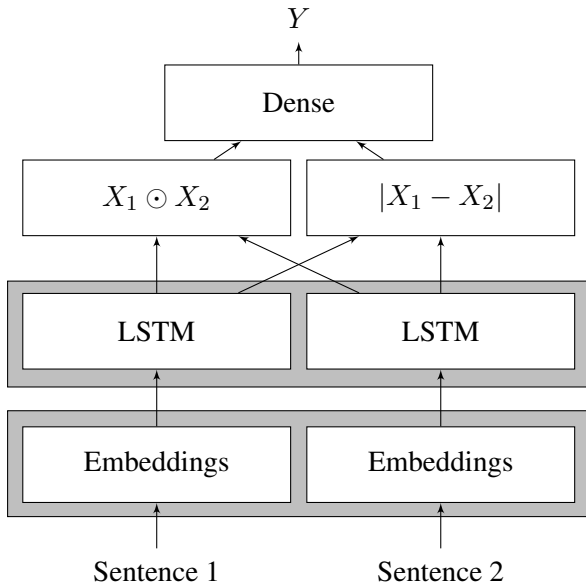 Y
Dense
X₁ ⊙ X₂ |X₁ − X₂|
LSTM LSTM
Embeddings Embeddings
Sentence 1 Sentence 2